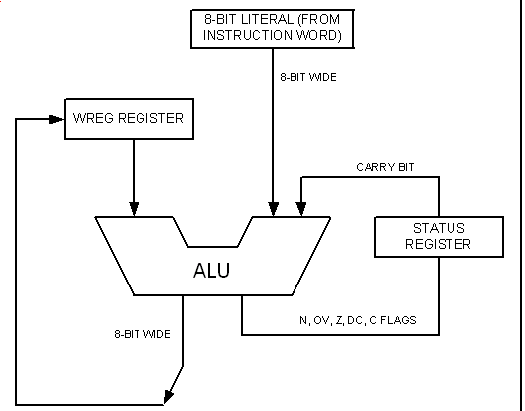 8-BIT LITERAL (FROM
INSTRUCTION WORD)
8-BIT WIDE
WREG REGISTER
CARRY BIT
STATUS
REGISTER
ALU
N, OV, Z, DC, C FLAGS
8-BIT WIDE